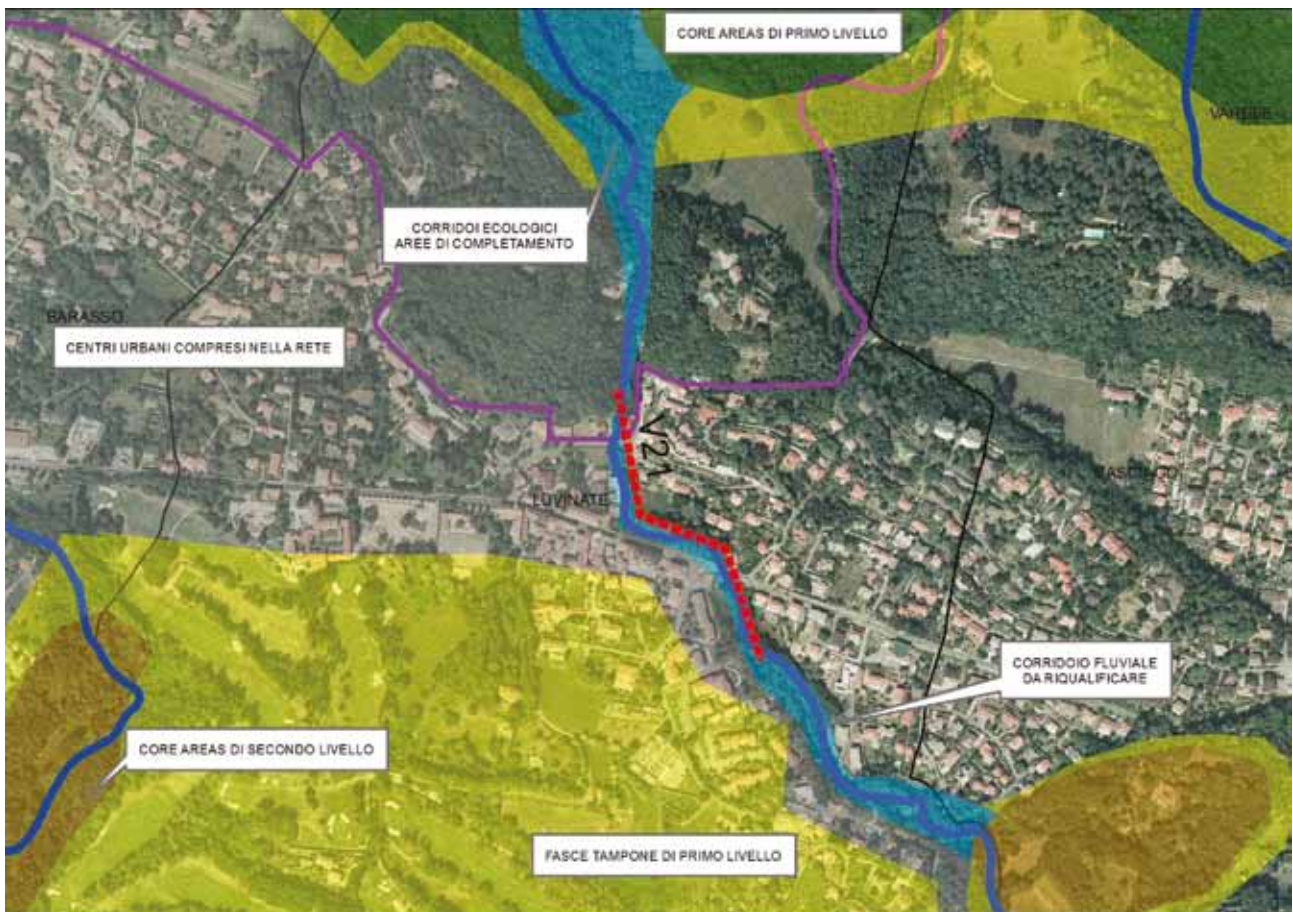 CORE AREAS DI PRIMO LIVELLO
VARESE
CORRIDOI ECOLOGICI
AREE DI COMPLETAMENTO
BARASSO
CENTRI URBANI COMPRESI NELLA RETE
V21
LUVINATE
CASCIAGO
CORRIDOIO FLUVIALE
DA RIQUALIFICARE
CORE AREAS DI SECONDO LIVELLO
FASCE TAMPONE DI PRIMO LIVELLO